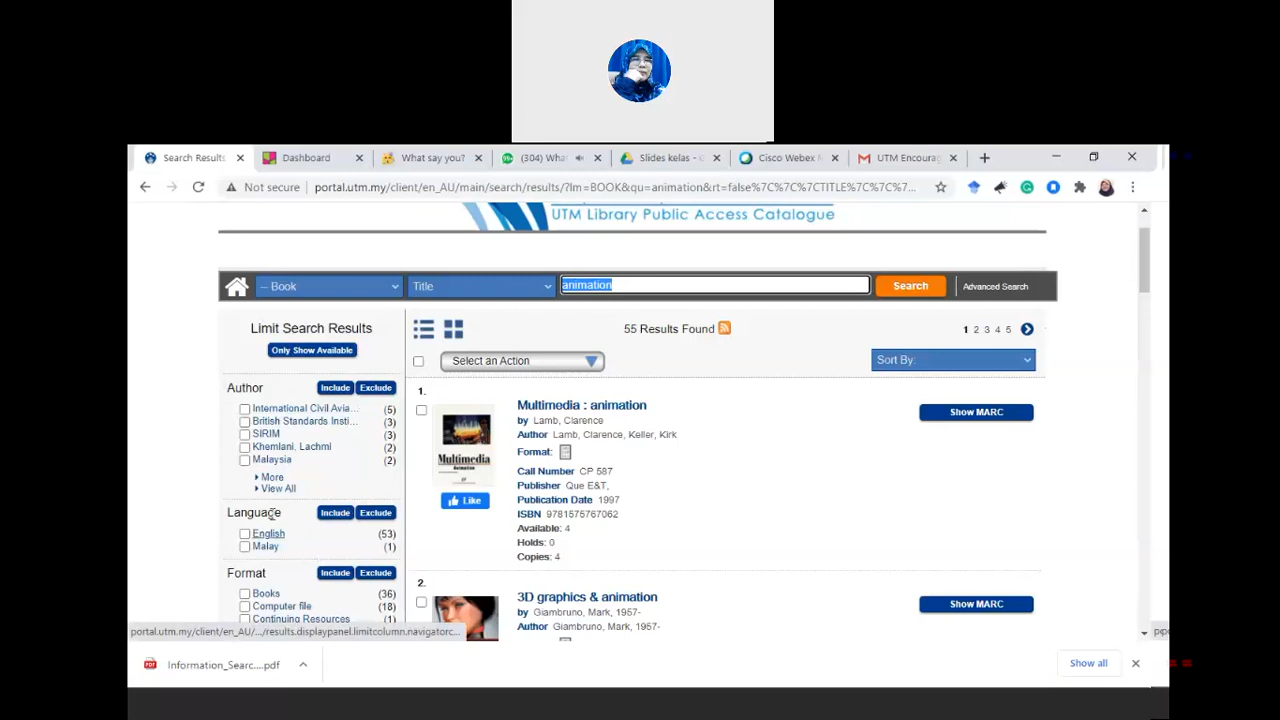 Search Results
Dashboard
What say you?
(304) Wha
Slides kelas - G
Cisco Webex M
UTM Encourag
Not secure
portal.utm.my/client/en_AU/main/search/results/?lm=BOOK&qu=animation&rt=false%7C%7C%7CTITLE%7C%7C%7...
UTM Library Public Access Catalogue
-- Book
Title
animation
Search
Advanced Search
Limit Search Results
Only Show Available
55 Results Found
1 2 3 4 5
Select an Action
Sort By:
Author
Include
Exclude
International Civil Avia... (5)
British Standards Insti... (3)
SIRIM (3)
Khemlani, Lachmi (2)
Malaysia (2)
More
View All
Language
Include
Exclude
English (53)
Malay (1)
Format
Include
Exclude
Books (36)
Computer file (18)
Continuing Resources (1)
1.
Multimedia : animation
by Lamb, Clarence
Author Lamb, Clarence, Keller, Kirk
Format:
Call Number CP 587
Publisher Que E&T,
Publication Date 1997
ISBN 9781575767062
Available: 4
Holds: 0
Copies: 4
Show MARC
Multimedia
Animation
Like
2.
3D graphics & animation
by Giambruno, Mark, 1957-
Author Giambruno, Mark, 1957-
Show MARC
portal.utm.my/client/en_AU/.../results.displaypanel.limitcolumn.navigatorc...
Information_Searc....pdf
Show all